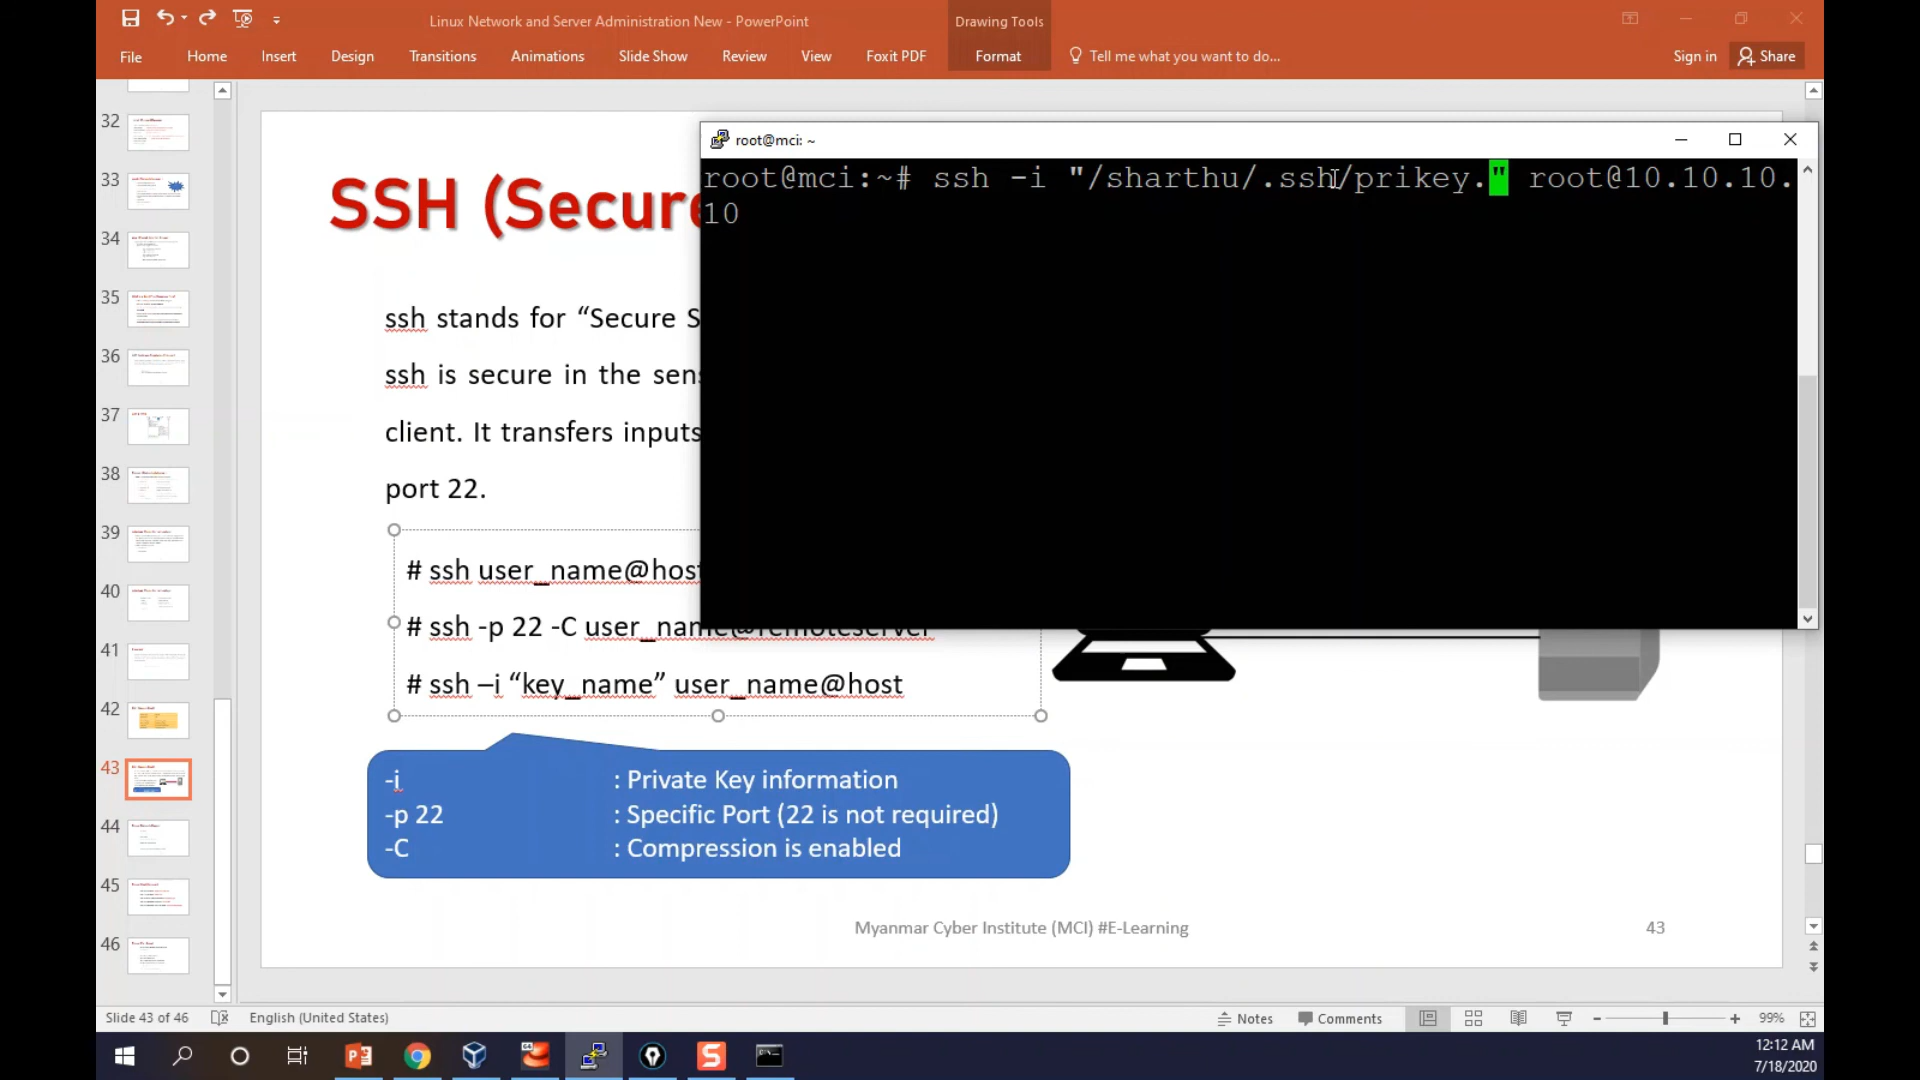 Linux Network and Server Administration New - PowerPoint
Drawing Tools
File
Home
Insert
Design
Transitions
Animations
Slide Show
Review
View
Foxit PDF
Format
Tell me what you want to do...
Sign in
Share
32
33
34
35
36
37
38
39
40
41
42
43
44
45
46
root@mci: ~
root@mci:~# ssh -i "/sharthu/.ssh/prikey." root@10.10.10.
10
SSH (Secure
ssh stands for “Secure S
ssh is secure in the sens
client. It transfers inputs
port 22.
# ssh user_name@host
# ssh -p 22 -C user_name@remoteserver
# ssh –i “key_name” user_name@host
-i : Private Key information
-p 22 : Specific Port (22 is not required)
-C : Compression is enabled
Myanmar Cyber Institute (MCI) #E-Learning
43
Slide 43 of 46
English (United States)
Notes
Comments
99%
12:12 AM
7/18/2020